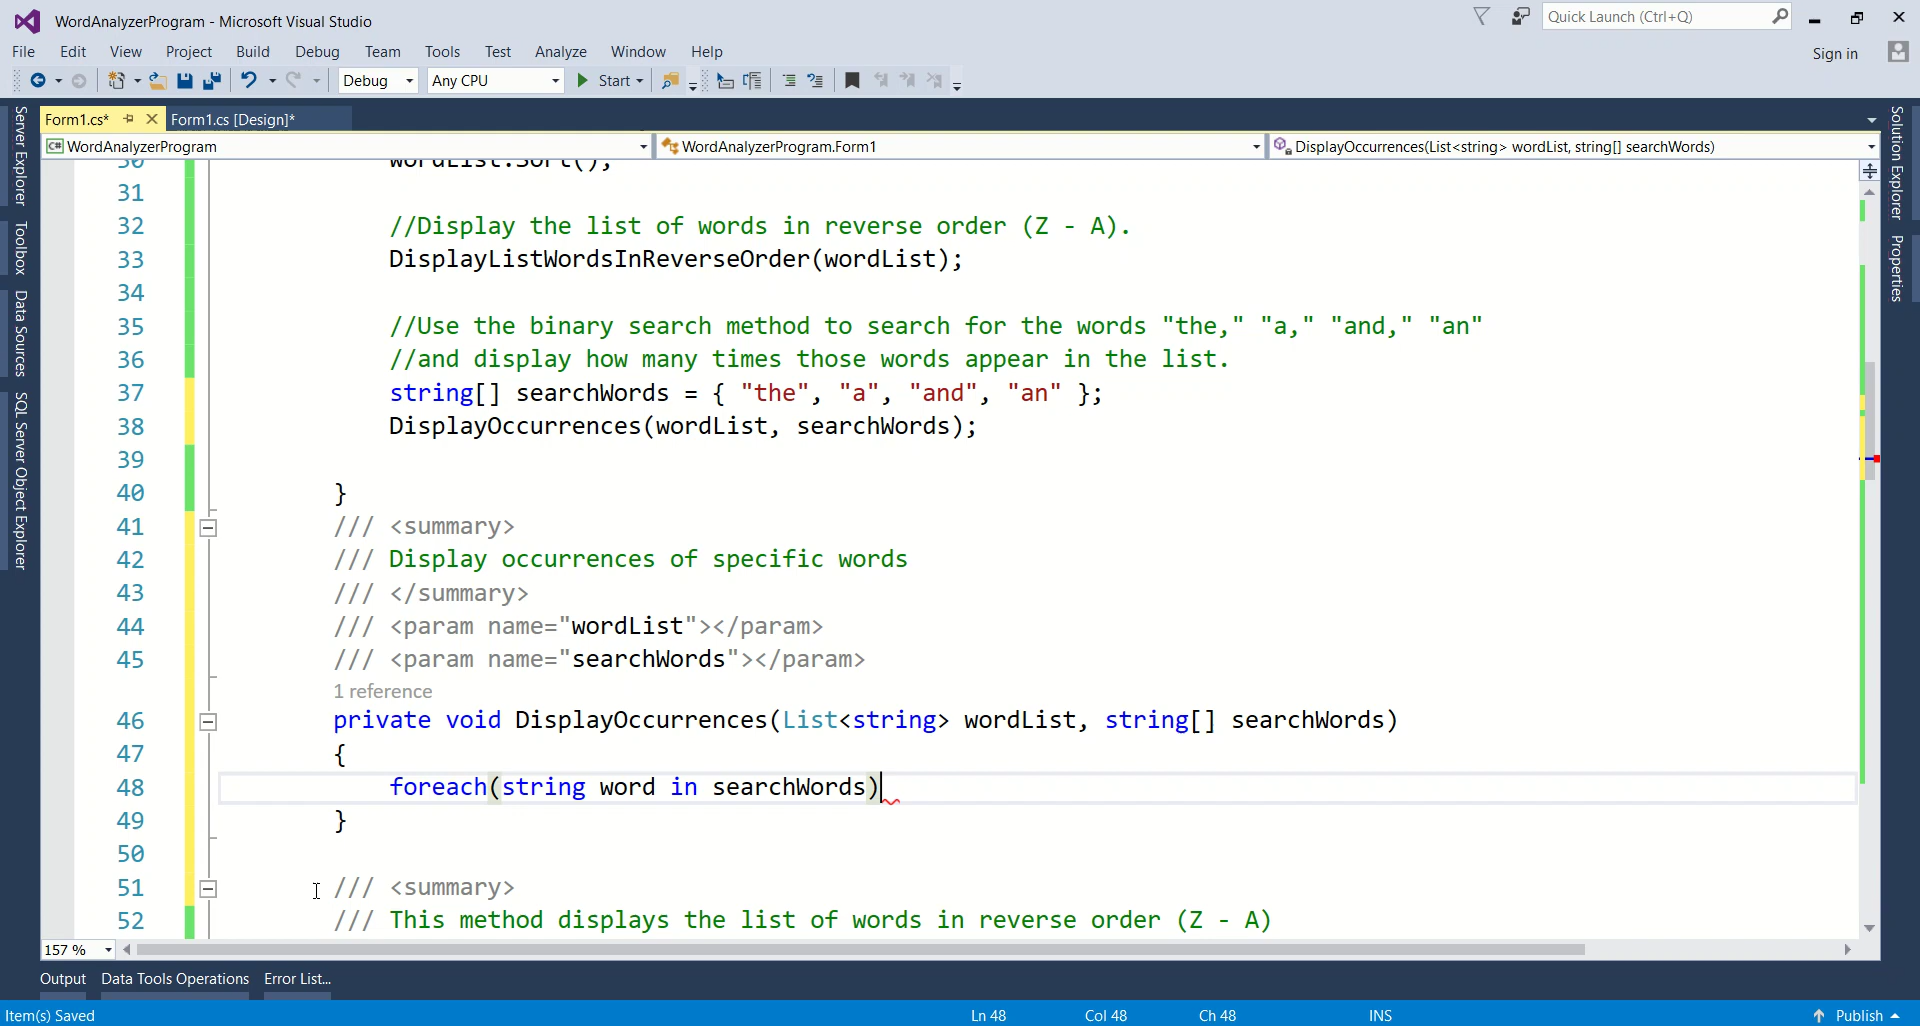 WordAnalyzerProgram - Microsoft Visual Studio
Quick Launch (Ctrl+Q)
File Edit View Project Build Debug Team Tools Test Analyze Window Help
Sign in
Debug Any CPU Start
Form1.cs* Form1.cs [Design]*
WordAnalyzerProgram WordAnalyzerProgram.Form1 DisplayOccurrences(List<string> wordList, string[] searchWords)
Server Explorer
Toolbox
Data Sources
SQL Server Object Explorer
Solution Explorer
Properties
30 wordList.Sort();
31
32 //Display the list of words in reverse order (Z - A).
33 DisplayListWordsInReverseOrder(wordList);
34
35 //Use the binary search method to search for the words "the," "a," "and," "an"
36 //and display how many times those words appear in the list.
37 string[] searchWords = { "the", "a", "and", "an" };
38 DisplayOccurrences(wordList, searchWords);
39
40 }
41 /// <summary>
42 /// Display occurrences of specific words
43 /// </summary>
44 /// <param name="wordList"></param>
45 /// <param name="searchWords"></param>
1 reference
46 private void DisplayOccurrences(List<string> wordList, string[] searchWords)
47 {
48 foreach(string word in searchWords)
49 }
50
51 /// <summary>
52 /// This method displays the list of words in reverse order (Z - A)
157 %
Output Data Tools Operations Error List...
Item(s) Saved Ln 48 Col 48 Ch 48 INS Publish